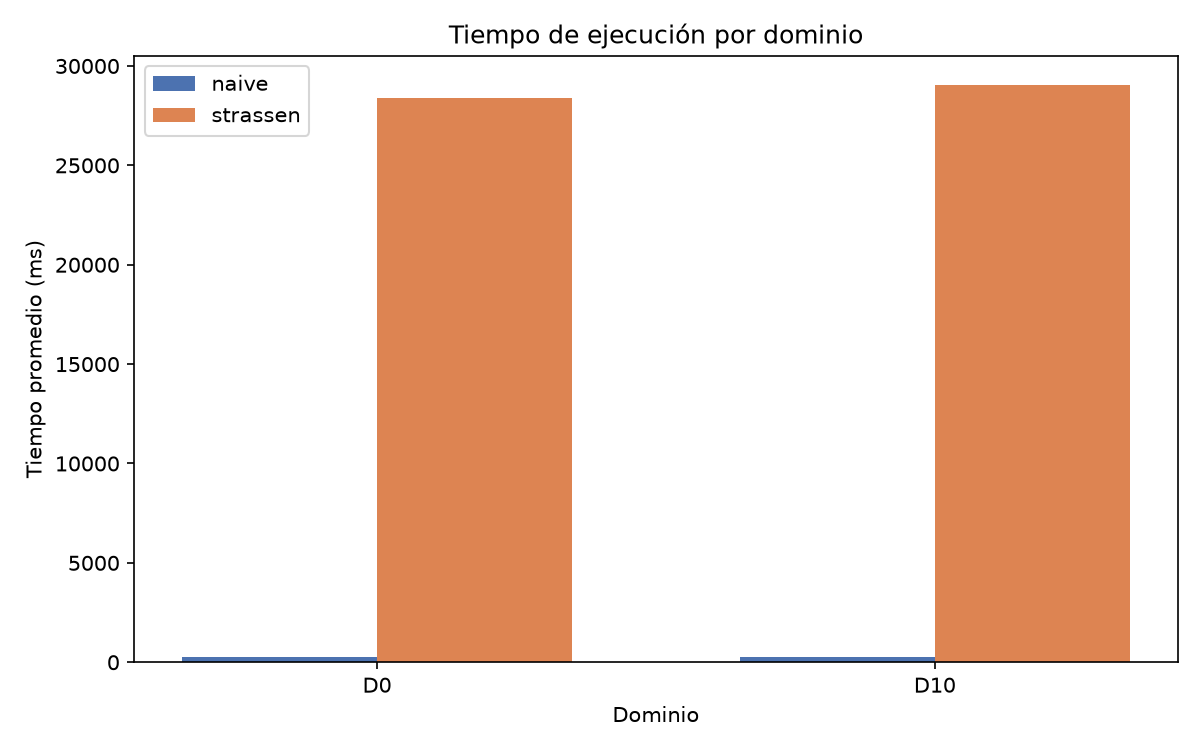 Tiempo de ejecución por dominio
naive
strassen
Tiempo promedio (ms)
30000
25000
20000
15000
10000
5000
0
D0
D10
Dominio